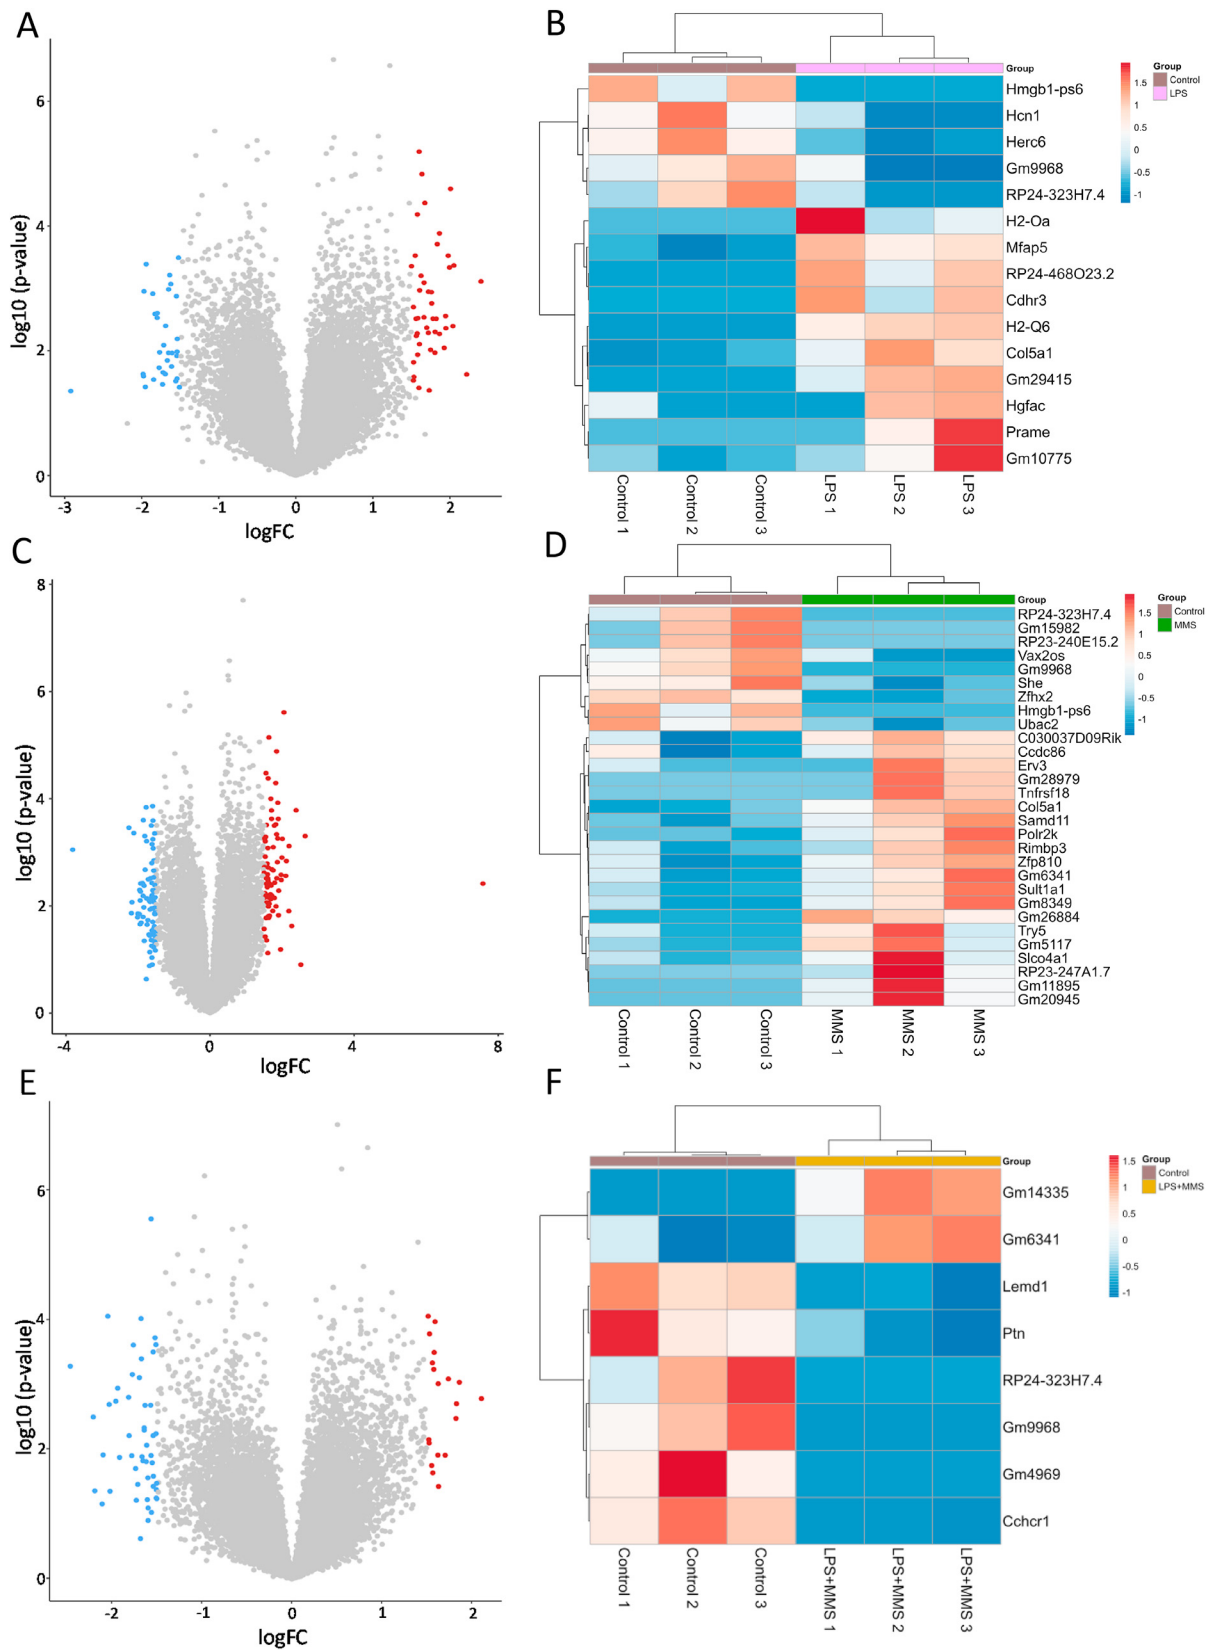 A
log10 (p-value)
6
4
2
0
-3
-2
-1
0
1
2
logFC
B
Group
Hmgb1-ps6
Hcn1
Herc6
Gm9968
RP24-323H7.4
H2-Oa
Mfap5
RP24-468O23.2
Cdhr3
H2-Q6
Col5a1
Gm29415
Hgfac
Prame
Gm10775
Control 1
Control 2
Control 3
LPS 1
LPS 2
LPS 3
1.5
1
0.5
0
-0.5
-1
Group
Control
LPS
C
log10 (p-value)
8
6
4
2
0
-4
0
4
8
logFC
D
Group
RP24-323H7.4
Gm15982
RP23-240E15.2
Vax2os
Gm9968
She
Zfhx2
Hmgb1-ps6
Ubac2
C030037D09Rik
Ccdc86
Erv3
Gm28979
Tnfrsf18
Col5a1
Samd11
Polr2k
Rimbp3
Zfp810
Gm6341
Sult1a1
Gm8349
Gm26884
Try5
Gm5117
Slco4a1
RP23-247A1.7
Gm11895
Gm20945
Control 1
Control 2
Control 3
MMS 1
MMS 2
MMS 3
1.5
1
0.5
0
-0.5
-1
Group
Control
MMS
E
log10 (p-value)
6
4
2
0
-2
-1
0
1
2
logFC
F
Group
Gm14335
Gm6341
Lemd1
Ptn
RP24-323H7.4
Gm9968
Gm4969
Cchcr1
Control 1
Control 2
Control 3
LPS+MMS 1
LPS+MMS 2
LPS+MMS 3
1.5
1
0.5
0
-0.5
-1
Group
Control
LPS+MMS